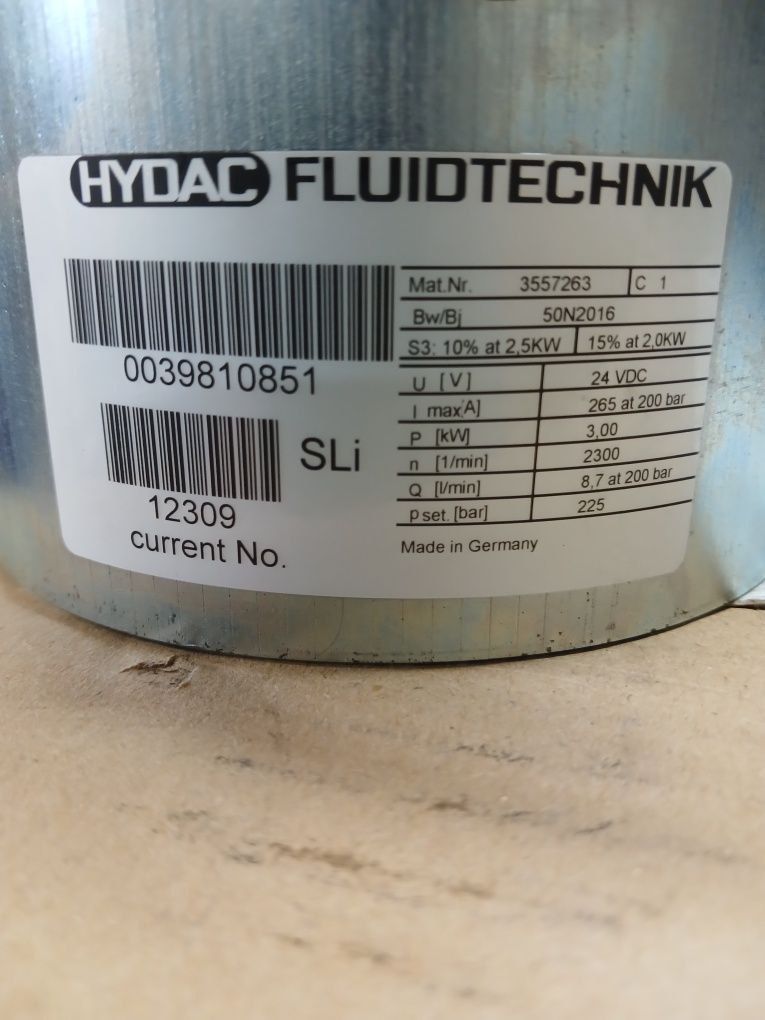 HYDAC FLUIDTECHNIK
0039810851
SLi
12309
current No.
Mat.Nr. 3557263 C 1
Bw/Bj 50N2016
S3: 10% at 2,5KW 15% at 2,0KW
U [V] 24 VDC
I max[A] 265 at 200 bar
P [kW] 3,00
n [1/min] 2300
Q [l/min] 8,7 at 200 bar
p set. [bar] 225
Made in Germany